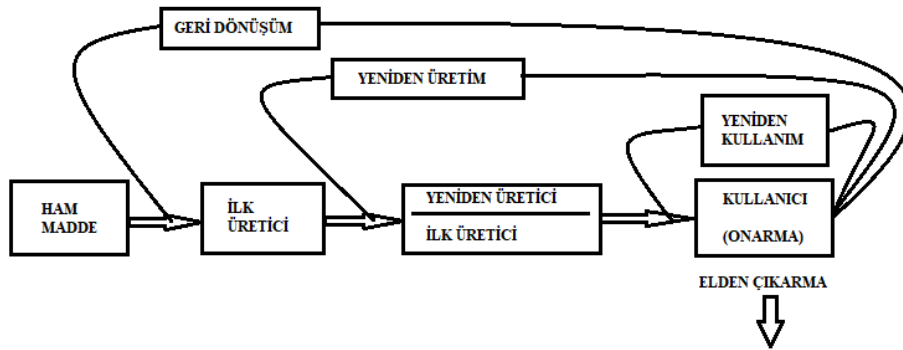 GERİ DÖNÜŞÜM
YENİDEN ÜRETİM
YENİDEN
KULLANIM
HAM
MADDE
İLK
ÜRETİCİ
YENİDEN ÜRETİCİ
İLK ÜRETİCİ
KULLANICI
(ONARMA)
ELDEN ÇIKARMA